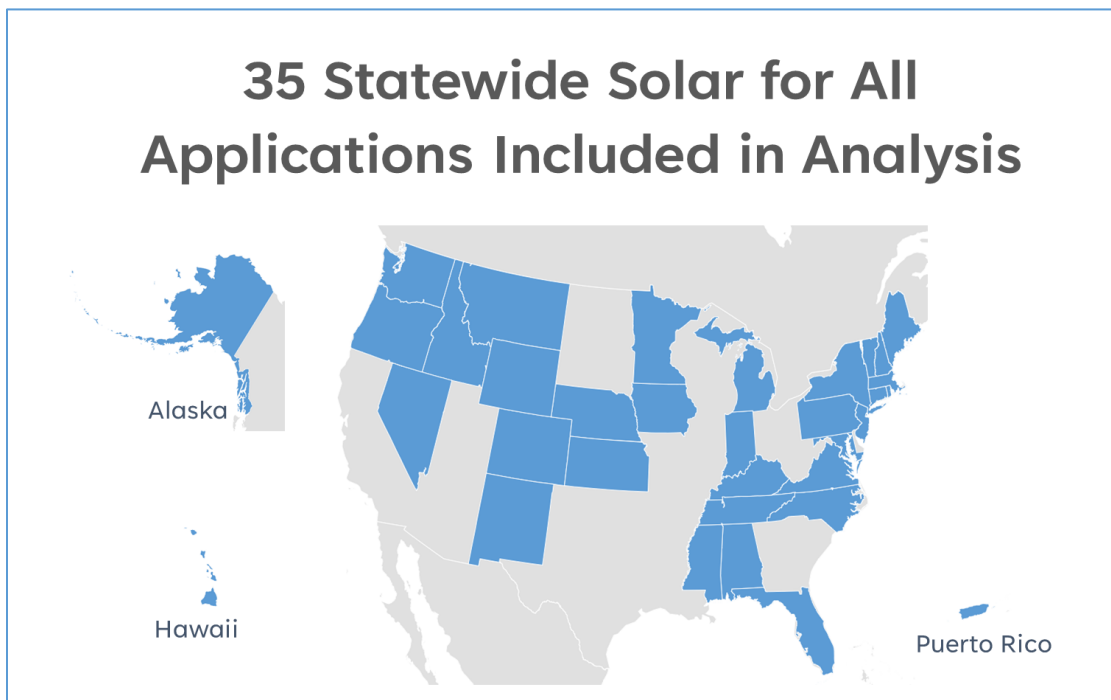 35 Statewide Solar for All
Applications Included in Analysis
Alaska
Hawaii
Puerto Rico